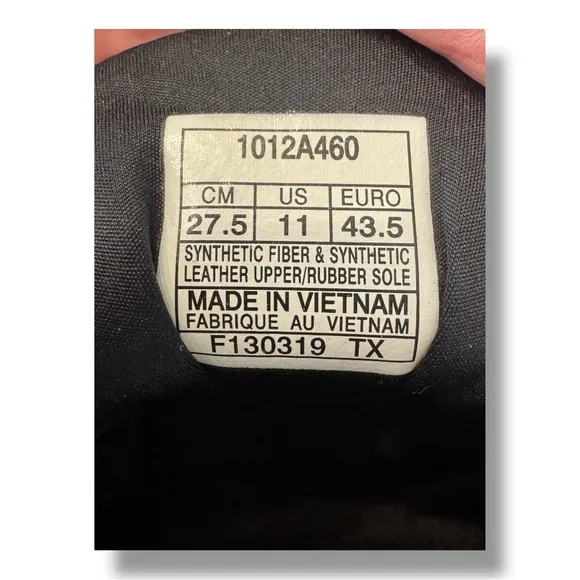 1012A460
CM US EURO
27.5 11 43.5
SYNTHETIC FIBER & SYNTHETIC
LEATHER UPPER/RUBBER SOLE
MADE IN VIETNAM
FABRIQUE AU VIETNAM
F130319 TX